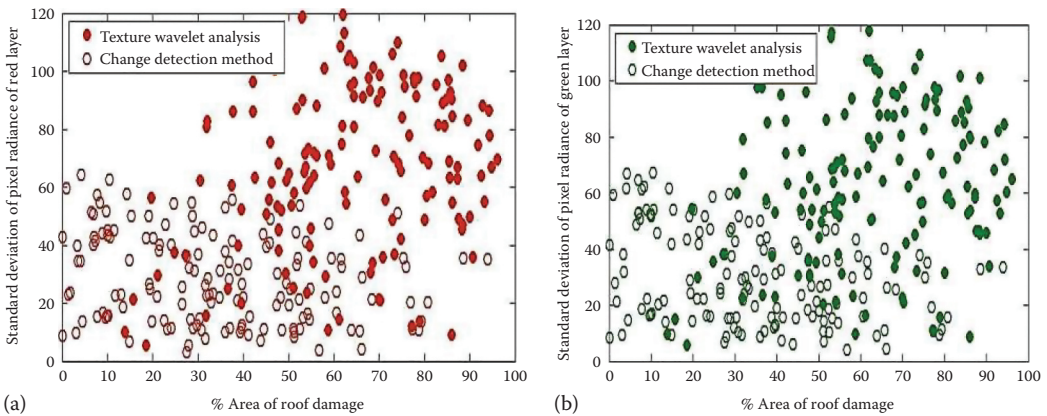 120
100
80
60
40
20
0
Standard deviation of pixel radiance of red layer
Texture wavelet analysis
Change detection method
0 10 20 30 40 50 60 70 80 90 100
% Area of roof damage
(a)
120
100
80
60
40
20
0
Standard deviation of pixel radiance of green layer
Texture wavelet analysis
Change detection method
0 10 20 30 40 50 60 70 80 90 100
% Area of roof damage
(b)